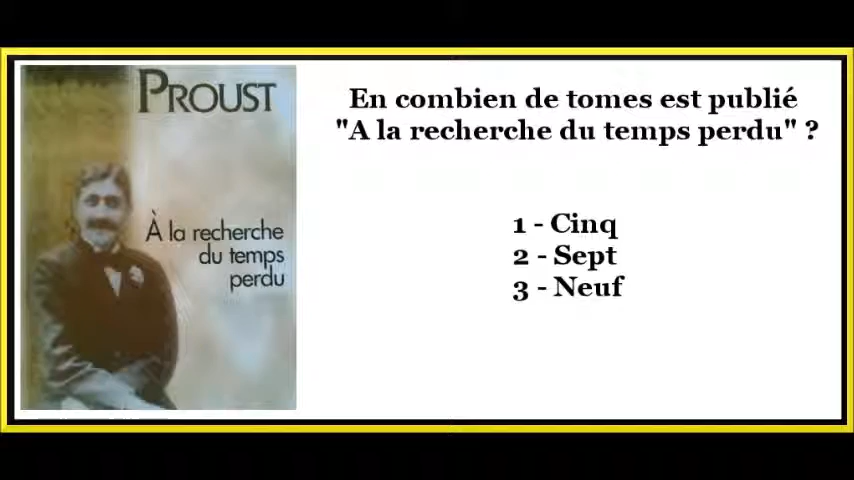 PROUST
À la recherche
du temps
perdu
En combien de tomes est publié
"A la recherche du temps perdu" ?
1 - Cinq
2 - Sept
3 - Neuf